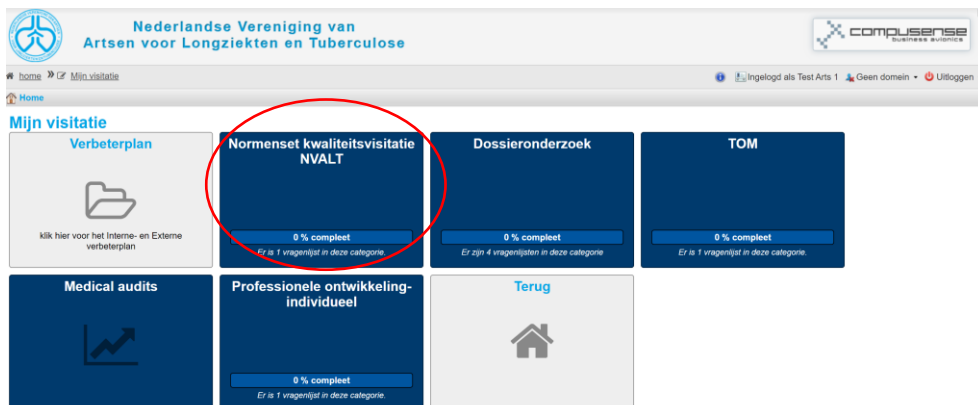 Nederlandse Vereniging van
Artsen voor Longziekten en Tuberculose
compusense
business avionics
home » Mijn visitatie
Ingelogd als Test Arts 1 Geen domein Uitloggen
Home
Mijn visitatie
Verbeterplan
klik hier voor het Interne- en Externe
verbeterplan
Normenset kwaliteitsvisitatie
NVALT
0 % compleet
Er is 1 vragenlijst in deze categorie.
Dossieronderzoek
0 % compleet
Er zijn 4 vragenlijsten in deze categorie
TOM
0 % compleet
Er is 1 vragenlijst in deze categorie.
Medical audits
Professionele ontwikkeling-
individueel
0 % compleet
Er is 1 vragenlijst in deze categorie.
Terug